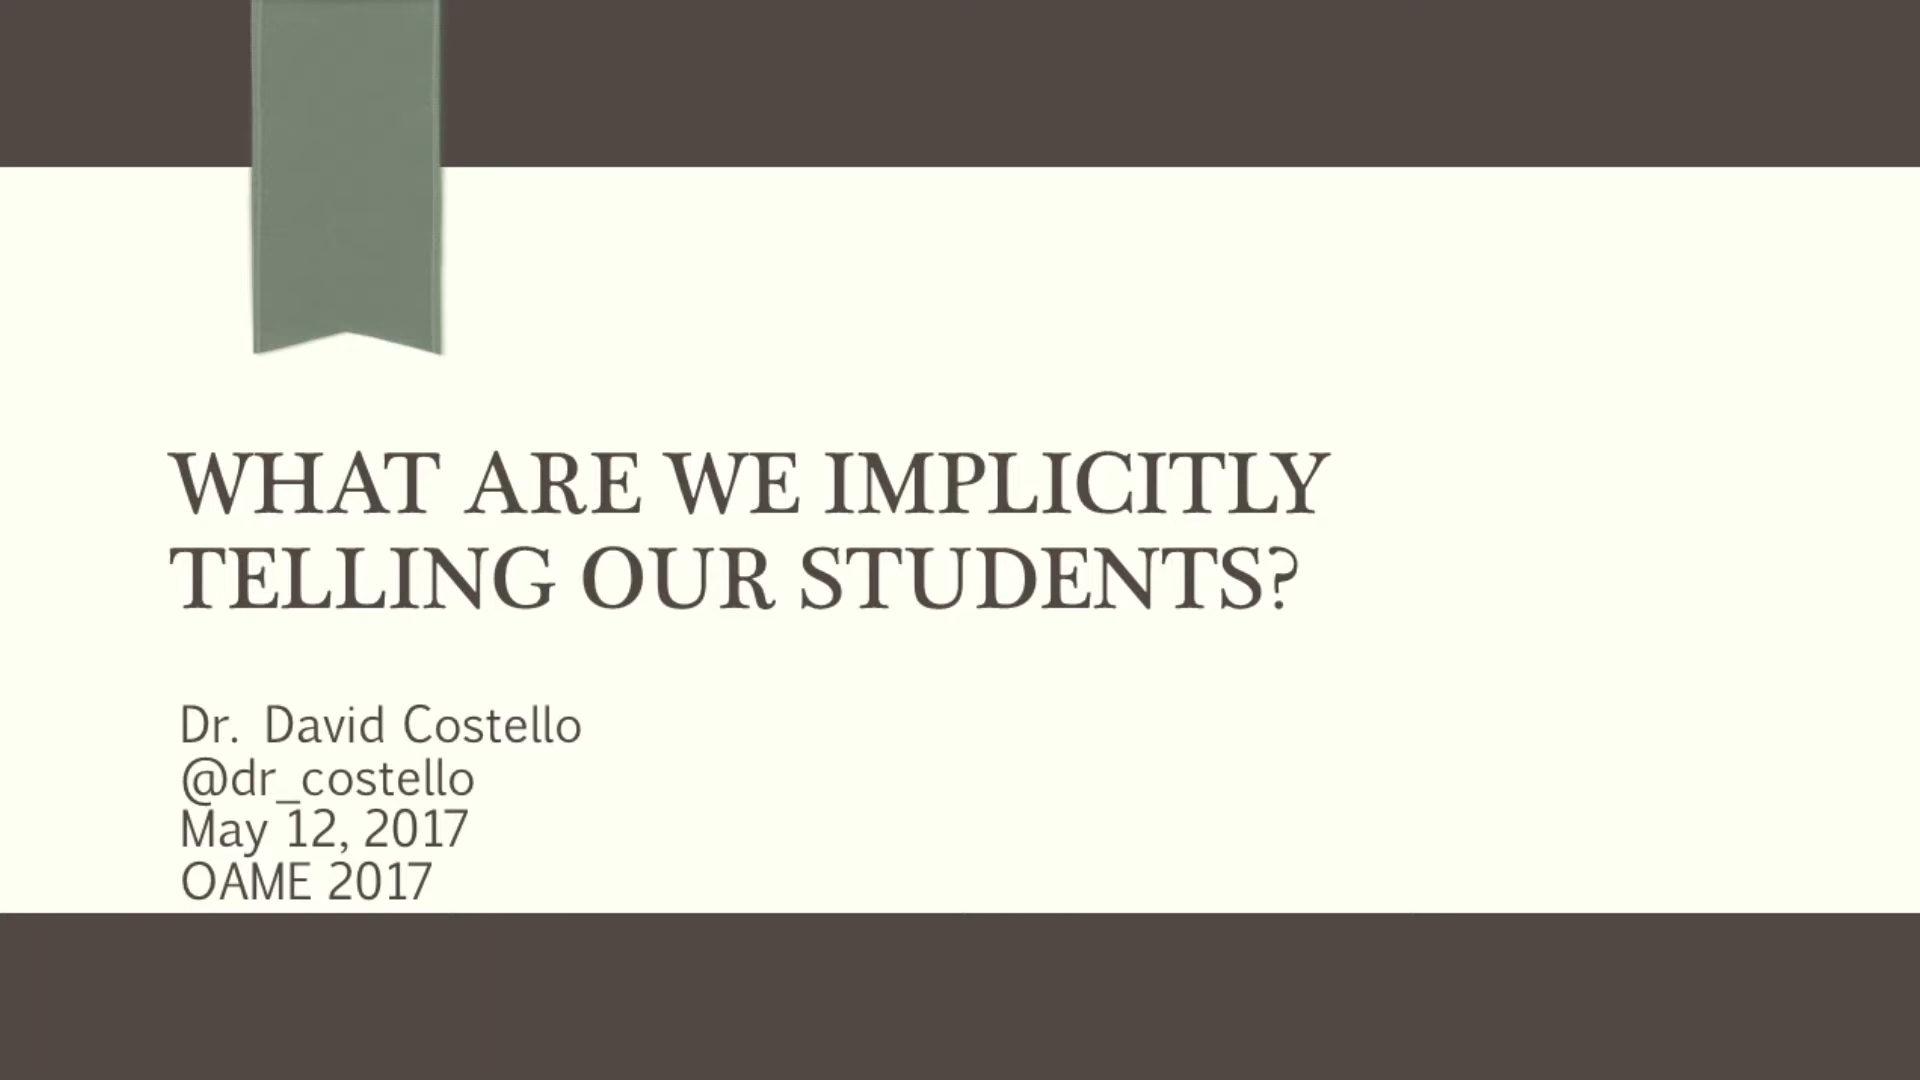 WHAT ARE WE IMPLICITLY
TELLING OUR STUDENTS?
Dr. David Costello
@dr_costello
May 12, 2017
OAME 2017